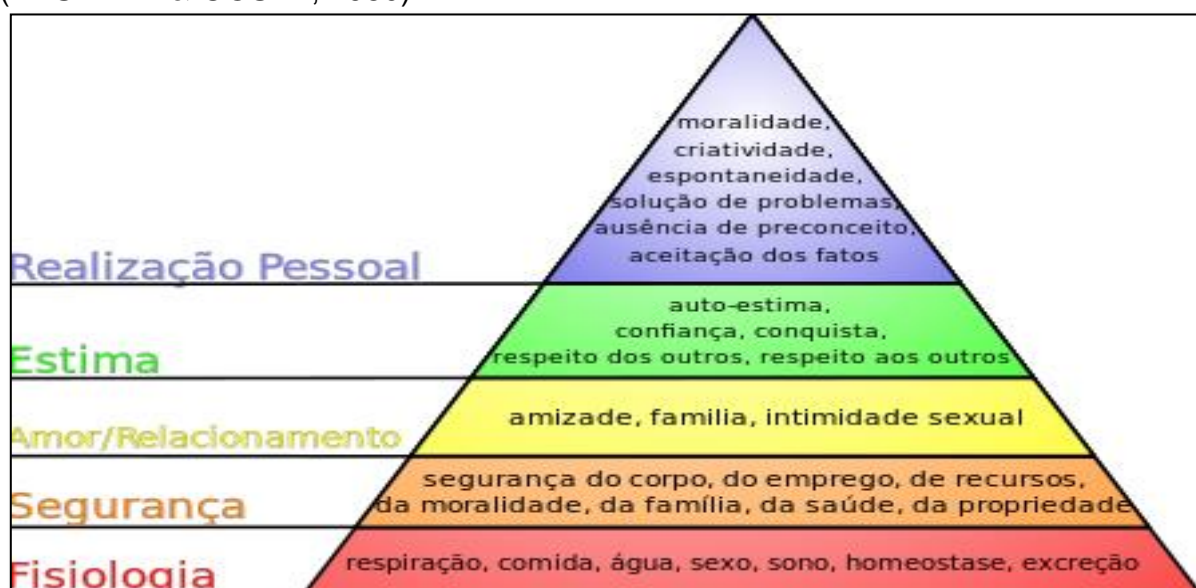 moralidade,
criatividade,
espontaneidade,
solução de problemas,
ausência de preconceito,
aceitação dos fatos
Realização Pessoal
auto-estima,
confiança, conquista,
respeito dos outros, respeito aos outros
Estima
amizade, familia, intimidade sexual
Amor/Relacionamento
segurança do corpo, do emprego, de recursos,
da moralidade, da família, da saúde, da propriedade
Segurança
respiração, comida, água, sexo, sono, homeostase, excreção
Fisiologia